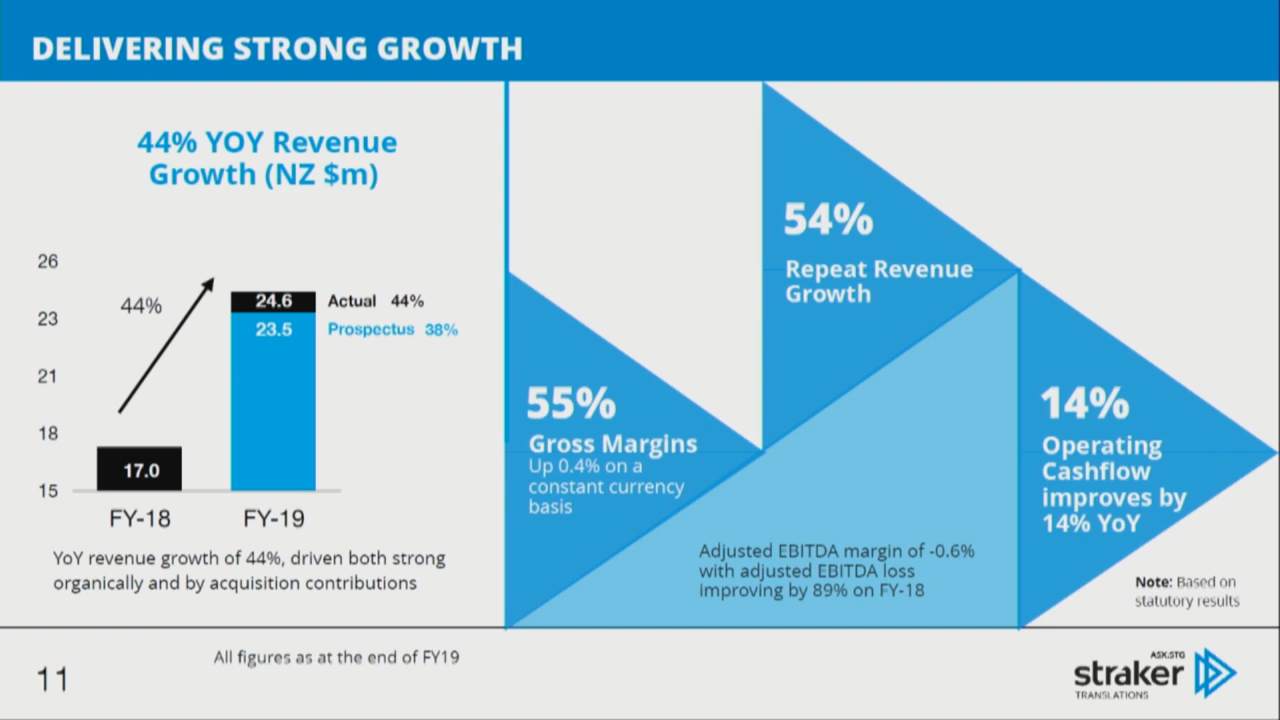 DELIVERING STRONG GROWTH
44% YOY Revenue
Growth (NZ $m)
26
23
21
18
15
44%
24.6
Actual 44%
23.5
Prospectus 38%
17.0
FY-18
FY-19
YoY revenue growth of 44%, driven both strong
organically and by acquisition contributions
55%
Gross Margins
Up 0.4% on a
constant currency
basis
54%
Repeat Revenue
Growth
14%
Operating
Cashflow
improves by
14% YoY
Adjusted EBITDA margin of -0.6%
with adjusted EBITDA loss
improving by 89% on FY-18
Note: Based on
statutory results
All figures as at the end of FY19
11
ASX:STG
straker
TRANSLATIONS